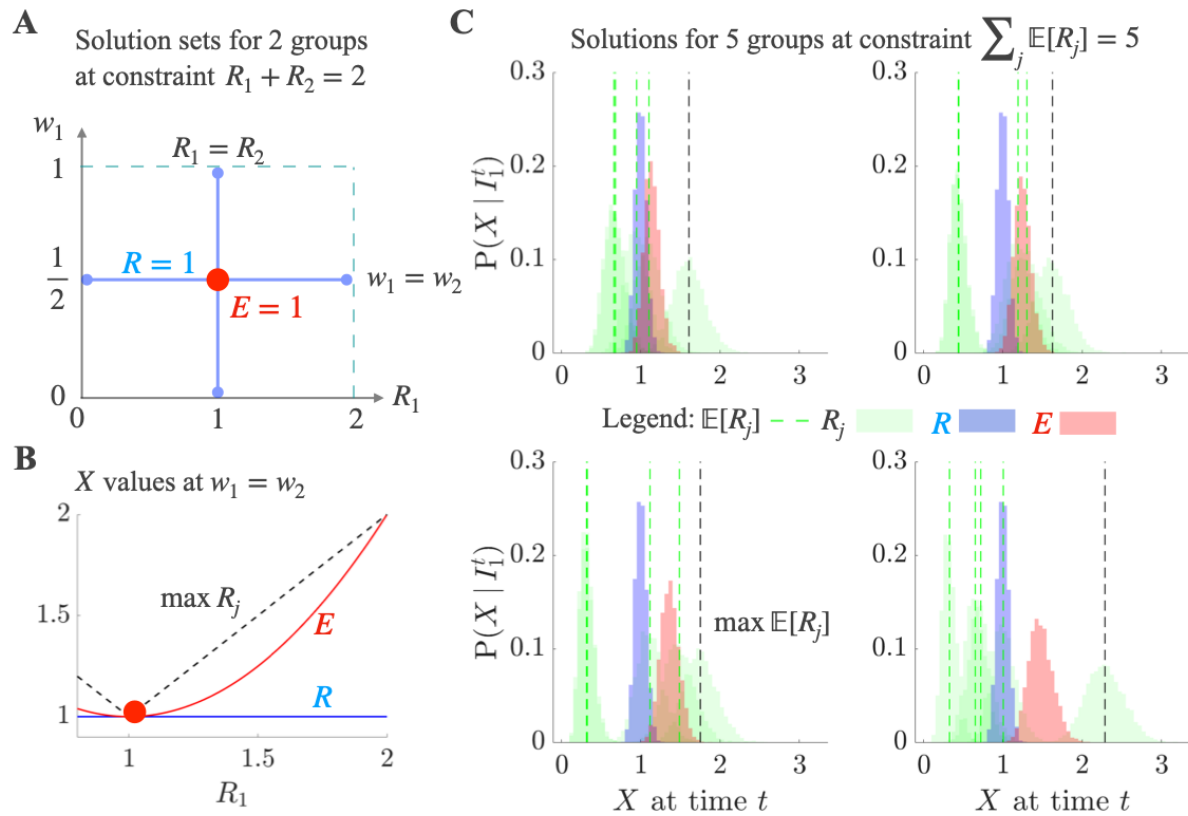 A
Solution sets for 2 groups
at constraint R₁ + R₂ = 2
w₁
R₁ = R₂
1
1/2
0
R = 1
w₁ = w₂
E = 1
0
1
2
R₁
B
X values at w₁ = w₂
2
1.5
1
max Rⱼ
E
R
1
1.5
2
R₁
C
Solutions for 5 groups at constraint ∑ⱼ 𝔼[Rⱼ] = 5
0.3
0.2
0.1
0
P(X | I₁ᵗ)
0
1
2
3
0.3
0.2
0.1
0
0
1
2
3
Legend: 𝔼[Rⱼ] Rⱼ R E
0.3
0.2
0.1
0
P(X | I₁ᵗ)
max 𝔼[Rⱼ]
0
1
2
3
X at time t
0.3
0.2
0.1
0
0
1
2
3
X at time t